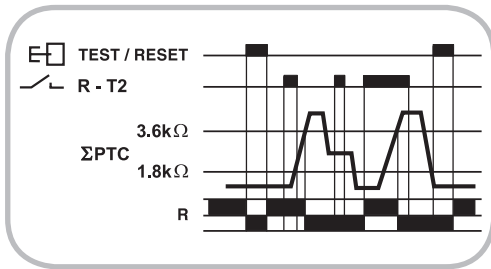 TEST / RESET
R - T2
3.6kΩ
ΣPTC
1.8kΩ
R